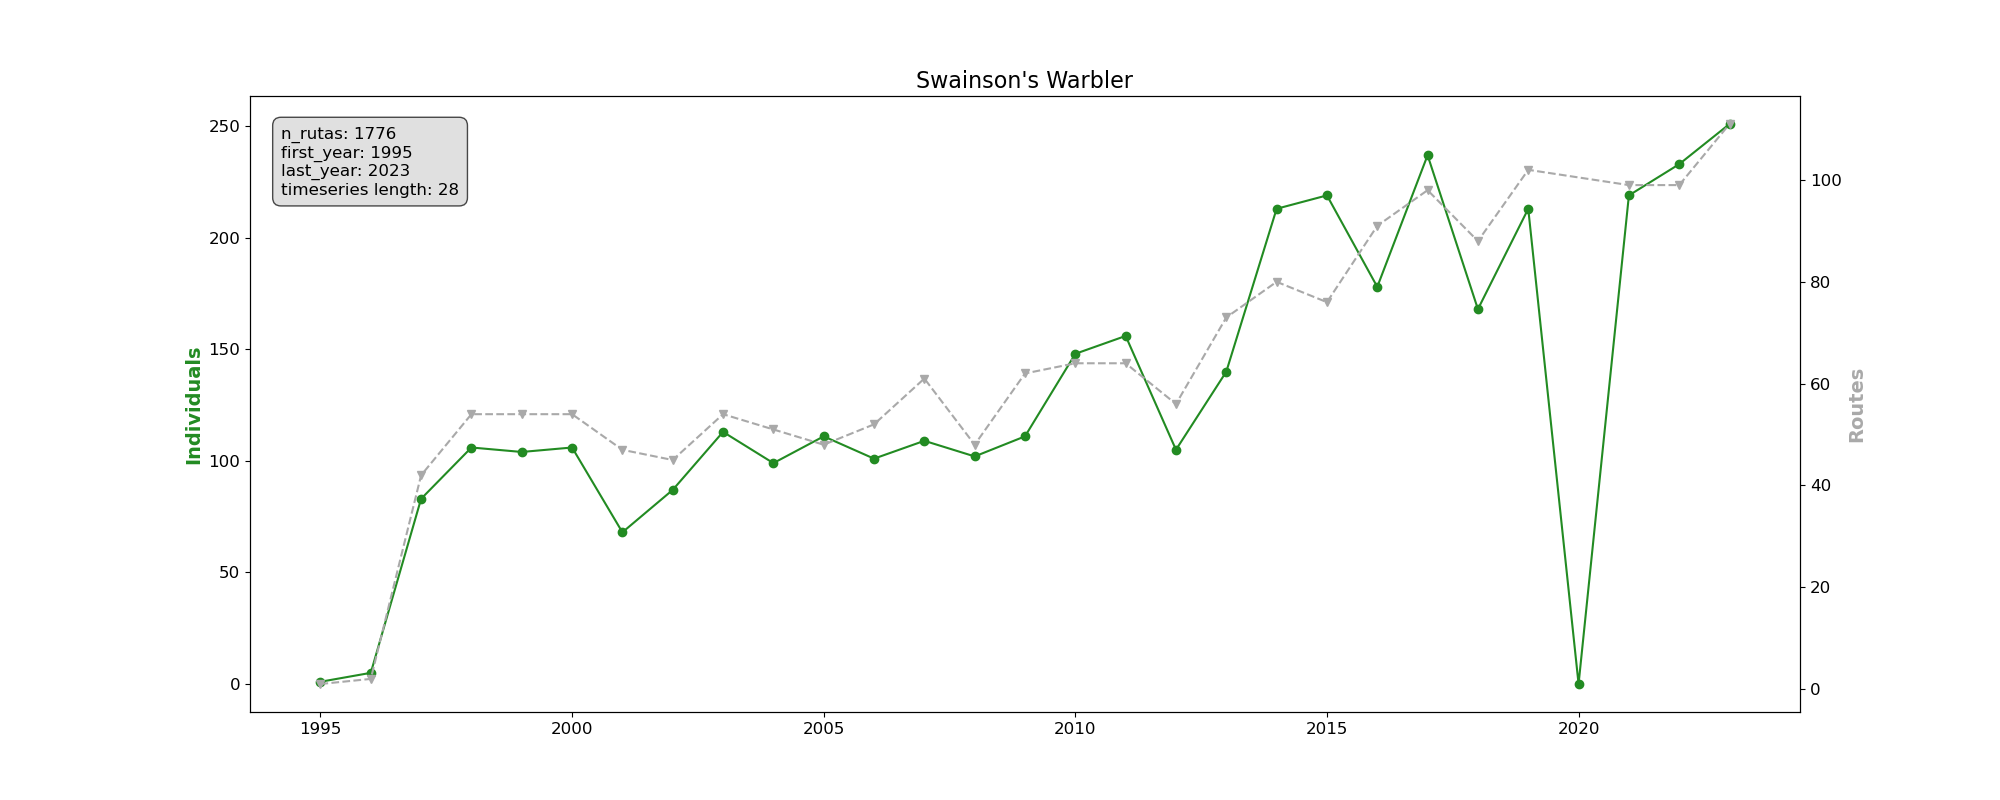 Swainson's Warbler
n_rutas: 1776
first_year: 1995
last_year: 2023
timeseries length: 28
250
200
150
100
50
0
Individuals
100
80
60
40
20
0
Routes
1995
2000
2005
2010
2015
2020